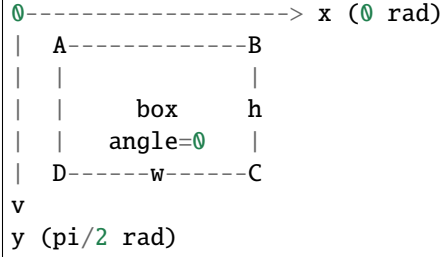 0-------------------> x (0 rad)
|  A-------------B
|  |             |
|  |     box     h
|  |   angle=0   |
|  D------w------C
v
y (pi/2 rad)